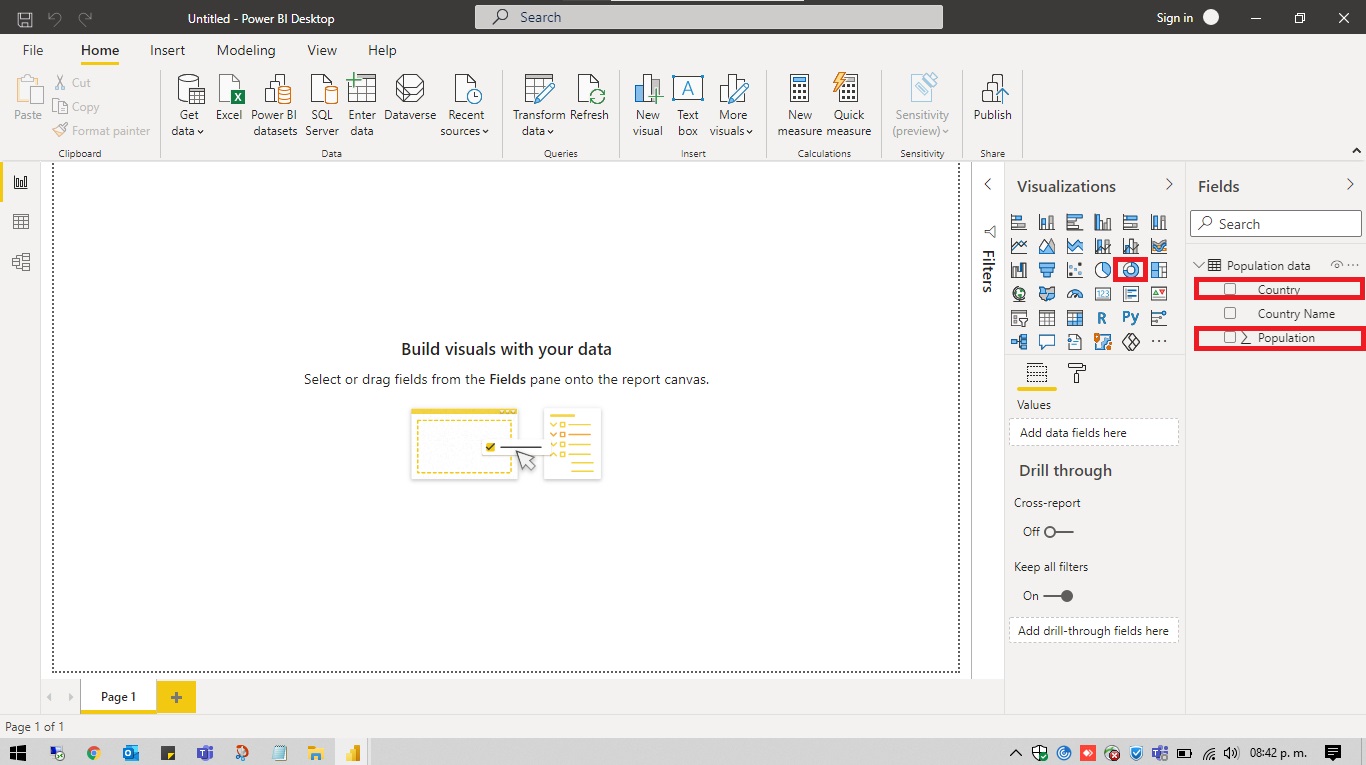 Untitled - Power BI Desktop
Search
Sign in
File Home Insert Modeling View Help
Paste
Cut
Copy
Format painter
Clipboard
Get data
Excel
Power BI datasets
SQL Server
Enter data
Dataverse
Recent sources
Data
Transform data
Refresh
Queries
New visual
Text box
More visuals
Insert
New measure
Quick measure
Calculations
Sensitivity (preview)
Sensitivity
Publish
Share
Build visuals with your data
Select or drag fields from the Fields pane onto the report canvas.
Filters
Visualizations
123
R
Py
Values
Add data fields here
Drill through
Cross-report
Off
Keep all filters
On
Add drill-through fields here
Fields
Search
Population data
Country
Country Name
Population
Page 1
Page 1 of 1
08:42 p. m.